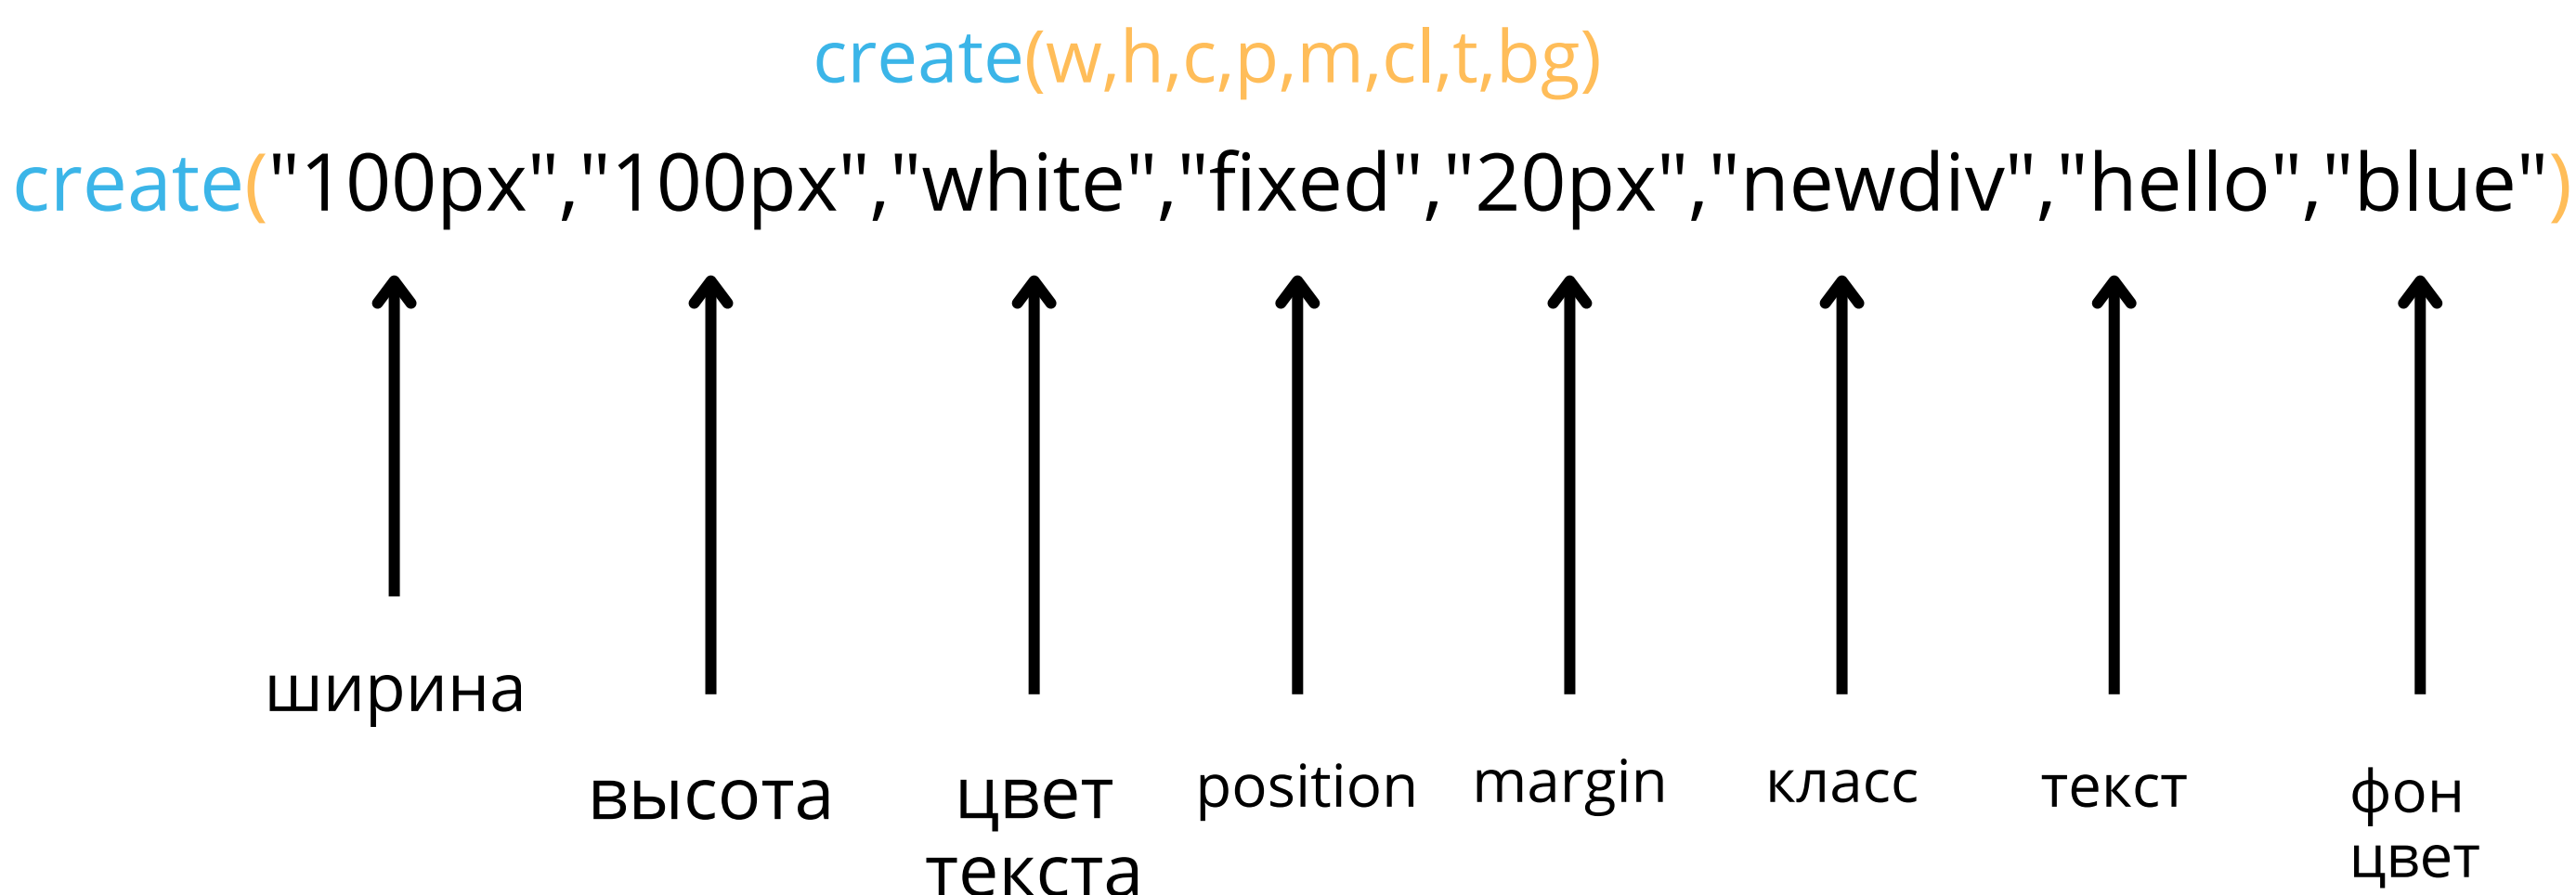 create(w,h,c,p,m,cl,t,bg)
create("100px","100px","white","fixed","20px","newdiv","hello","blue")
ширина
высота
цвет
текста
position
margin
класс
текст
фон
цвет